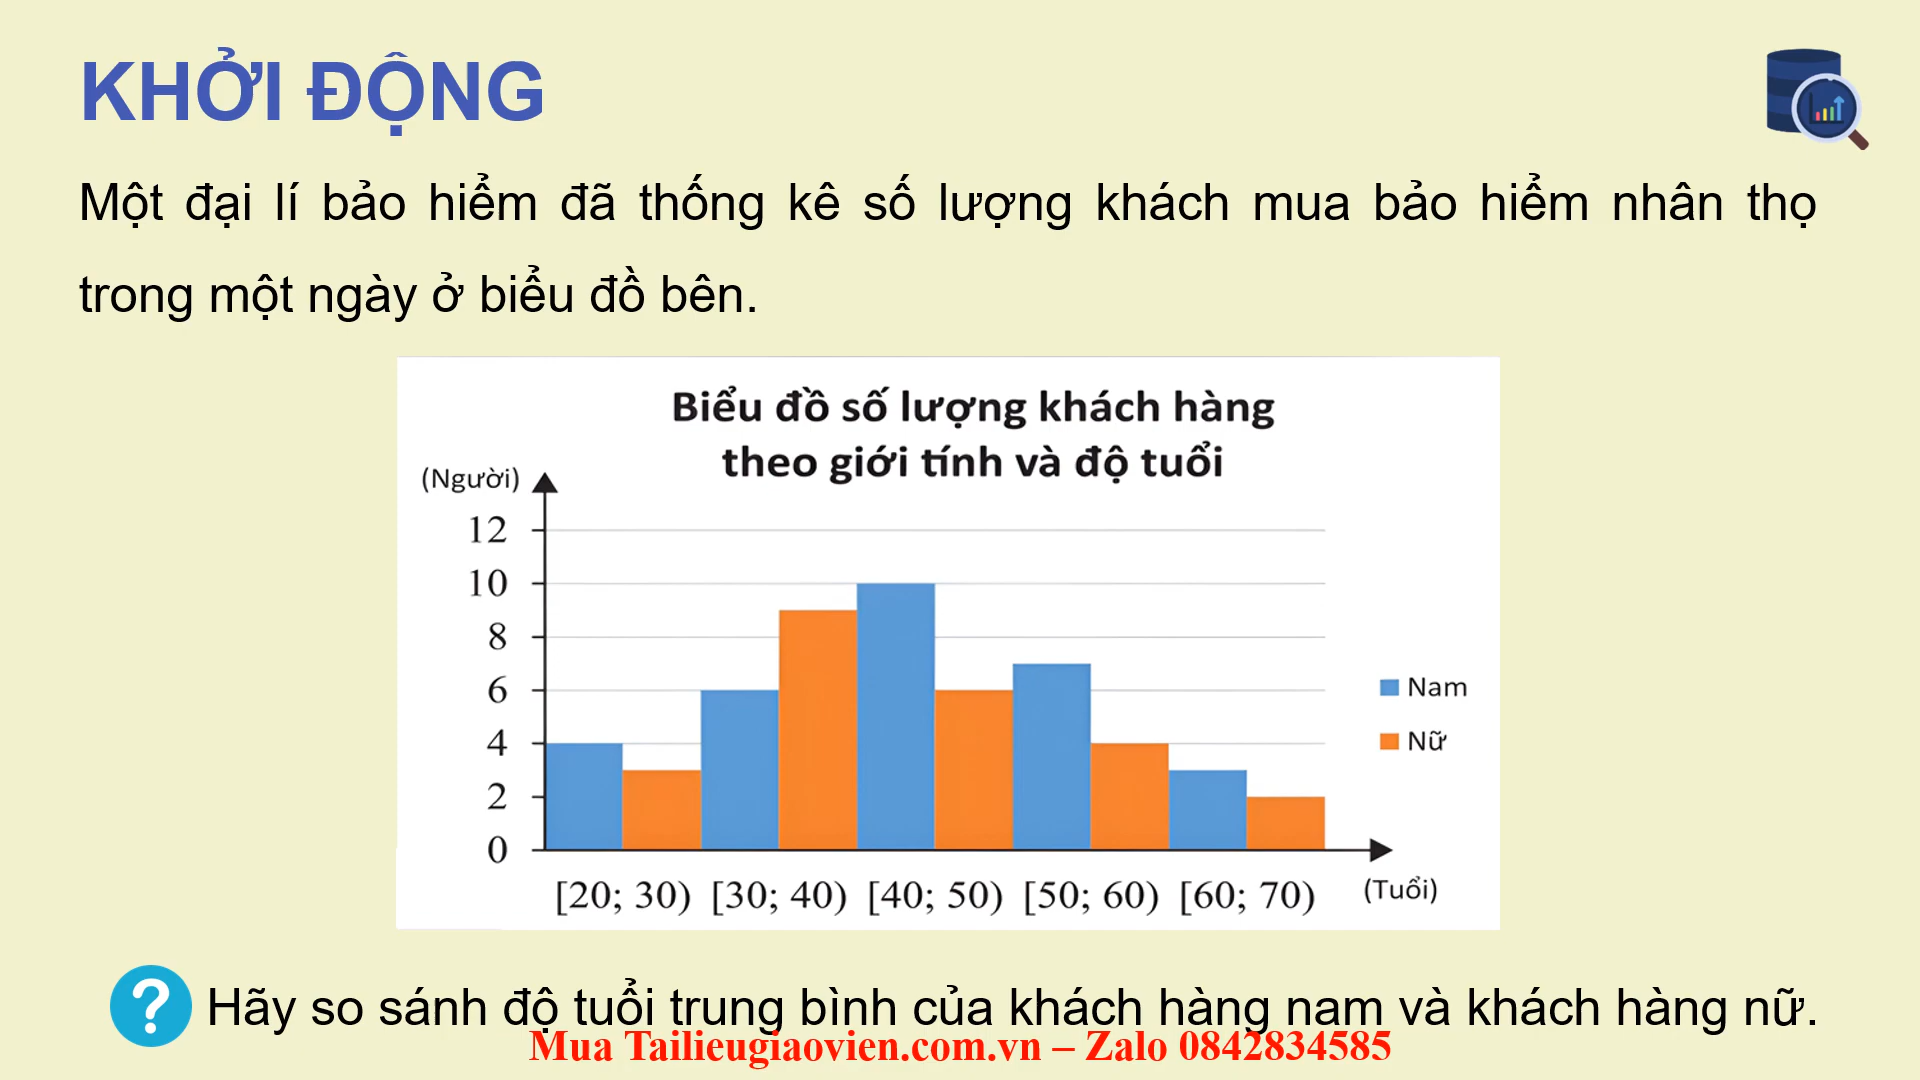 KHỞI ĐỘNG
Một đại lí bảo hiểm đã thống kê số lượng khách mua bảo hiểm nhân thọ
trong một ngày ở biểu đồ bên.
Biểu đồ số lượng khách hàng
theo giới tính và độ tuổi
(Người)
12
10
8
6
4
2
0
Nam
Nữ
[20; 30) [30; 40) [40; 50) [50; 60) [60; 70)
(Tuổi)
? Hãy so sánh độ tuổi trung bình của khách hàng nam và khách hàng nữ.
Mua Tailieugiaovien.com.vn – Zalo 0842834585